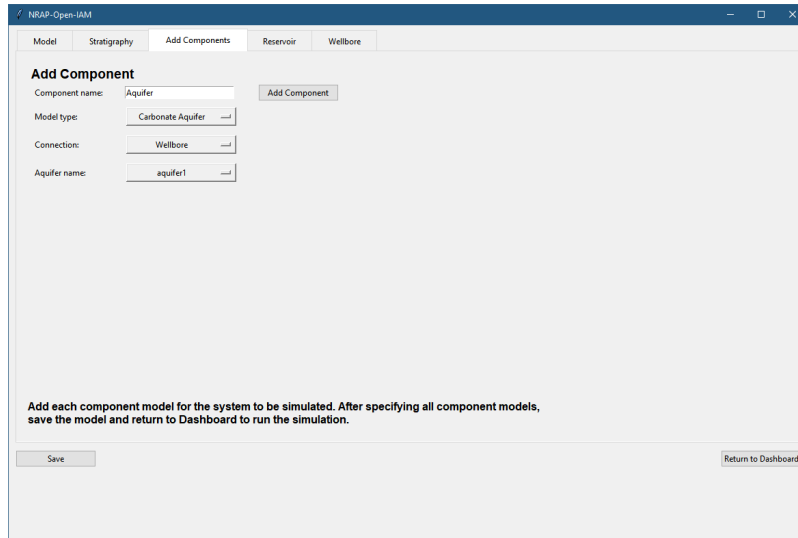 NRAP-Open-IAM
Model Stratigraphy Add Components Reservoir Wellbore
Add Component
Component name: Aquifer Add Component
Model type: Carbonate Aquifer
Connection: Wellbore
Aquifer name: aquifer1
Add each component model for the system to be simulated. After specifying all component models,
save the model and return to Dashboard to run the simulation.
Save Return to Dashboard